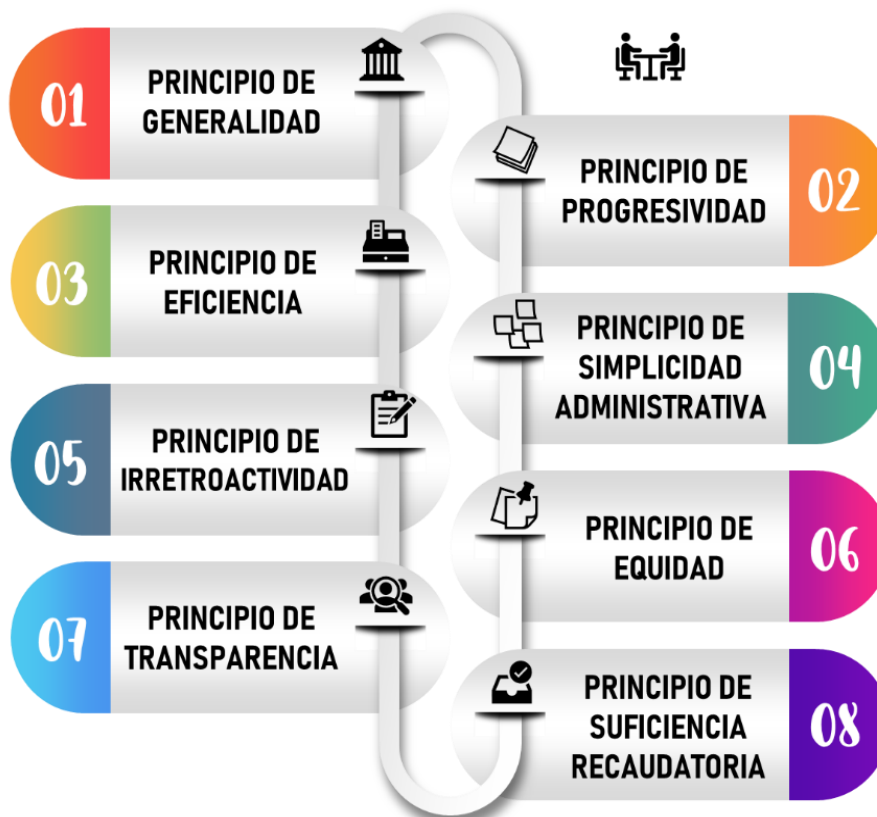 01
PRINCIPIO DE
GENERALIDAD
PRINCIPIO DE
PROGRESIVIDAD
02
03
PRINCIPIO DE
EFICIENCIA
PRINCIPIO DE
SIMPLICIDAD
ADMINISTRATIVA
04
05
PRINCIPIO DE
IRRETROACTIVIDAD
PRINCIPIO DE
EQUIDAD
06
07
PRINCIPIO DE
TRANSPARENCIA
PRINCIPIO DE
SUFICIENCIA
RECAUDATORIA
08